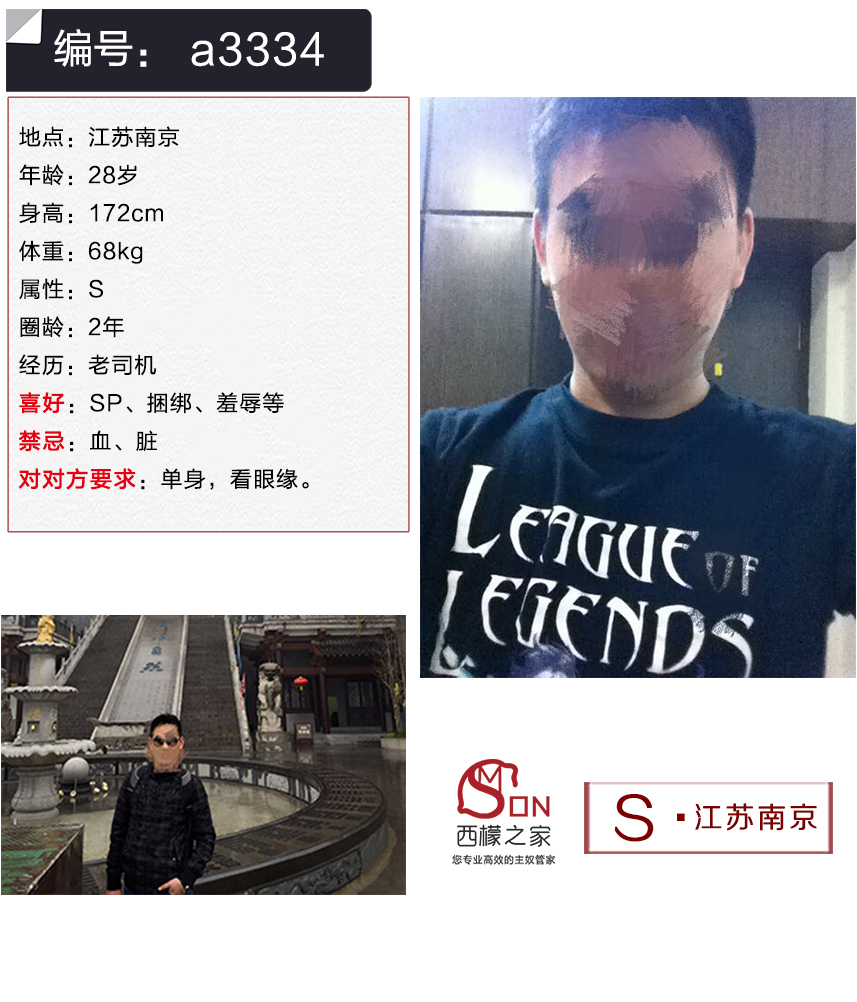 编号： a3334
地点：江苏南京
年龄：28岁
身高：172cm
体重：68kg
属性：S
圈龄：2年
经历：老司机
喜好：SP、捆绑、羞辱等
禁忌：血、脏
对对方要求：单身，看眼缘。
LEAGUE OF
LEGENDS
SMON
西檬之家
您专业高效的主奴管家
S·江苏南京